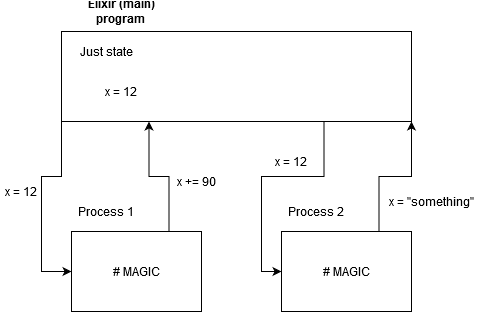 Elixir (main)
program
Just state
x = 12
x = 12
x = 12
x += 90
x = "something"
Process 1
Process 2
# MAGIC
# MAGIC